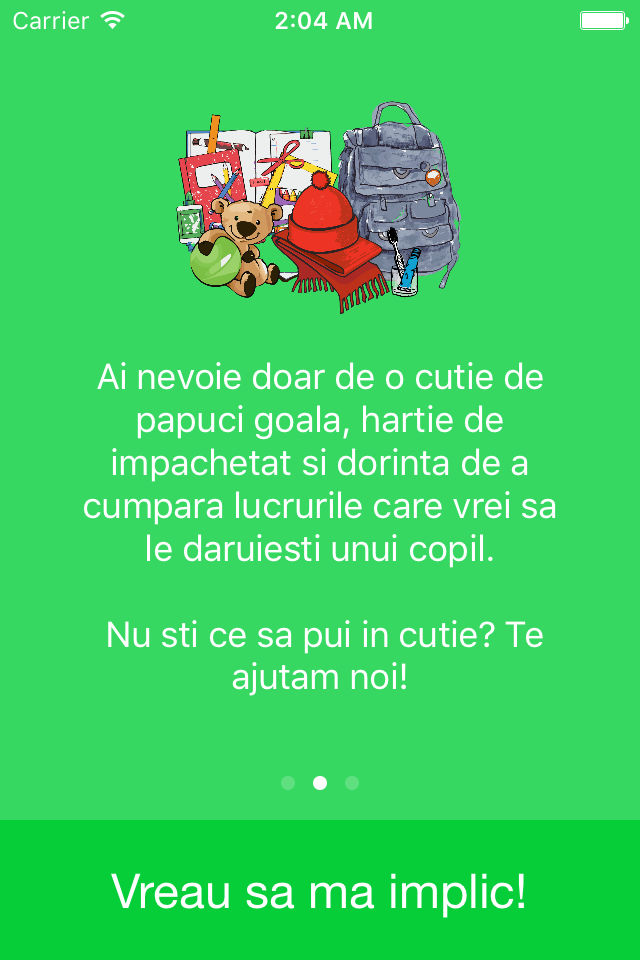 Carrier 2:04 AM
Ai nevoie doar de o cutie de
papuci goala, hartie de
impachetat si dorinta de a
cumpara lucrurile care vrei sa
le daruiesti unui copil.
Nu sti ce sa pui in cutie? Te
ajutam noi!
Vreau sa ma implic!